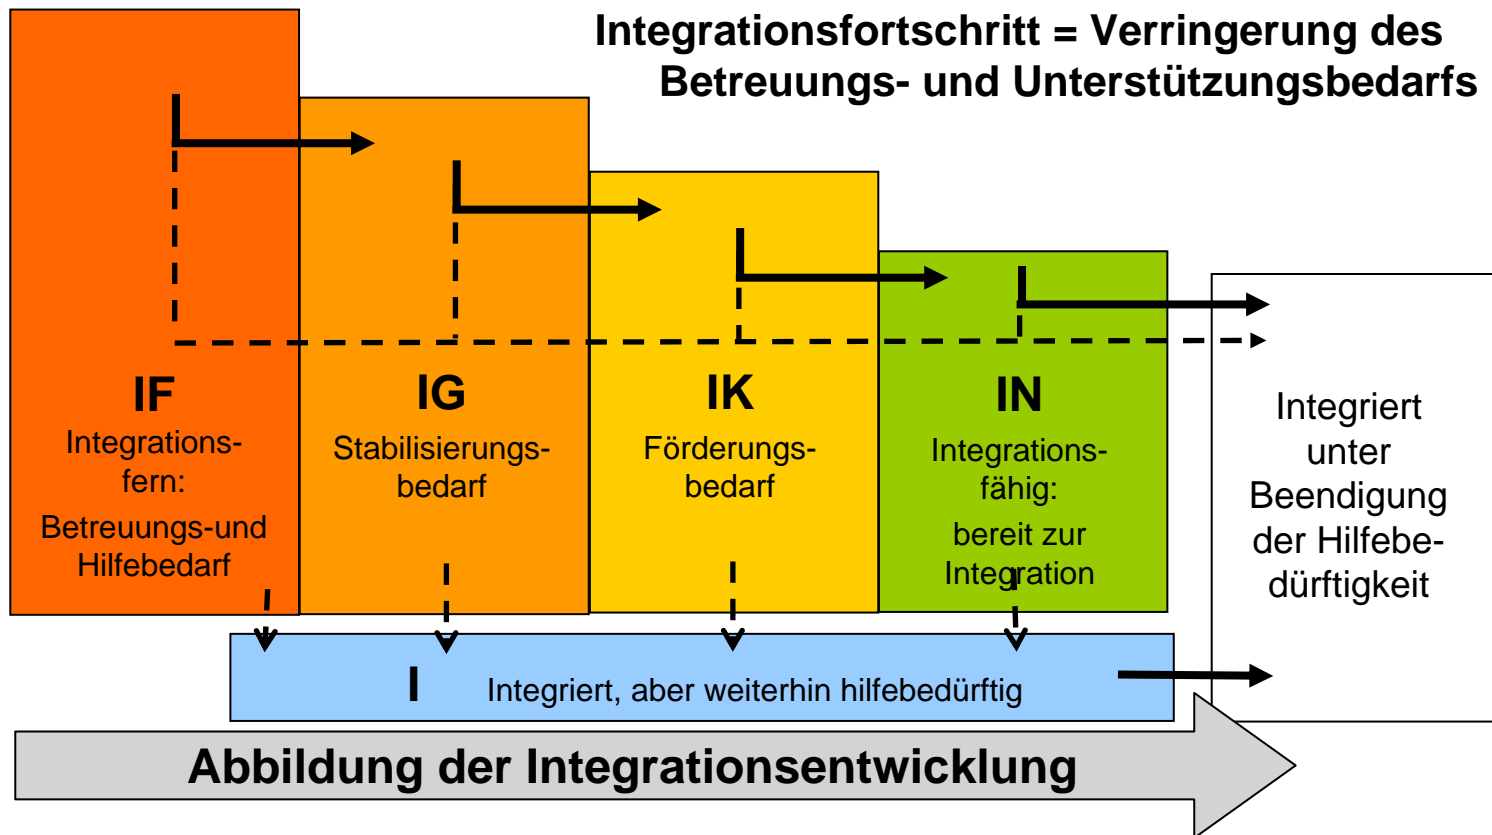 Integrationsfortschritt = Verringerung des
Betreuungs- und Unterstützungsbedarfs
IF
Integrations-
fern:
Betreuungs-und
Hilfebedarf
IG
Stabilisierungs-
bedarf
IK
Förderungs-
bedarf
IN
Integrations-
fähig:
bereit zur
Integration
Integriert
unter
Beendigung
der Hilfebe-
dürftigkeit
I Integriert, aber weiterhin hilfebedürftig
Abbildung der Integrationsentwicklung